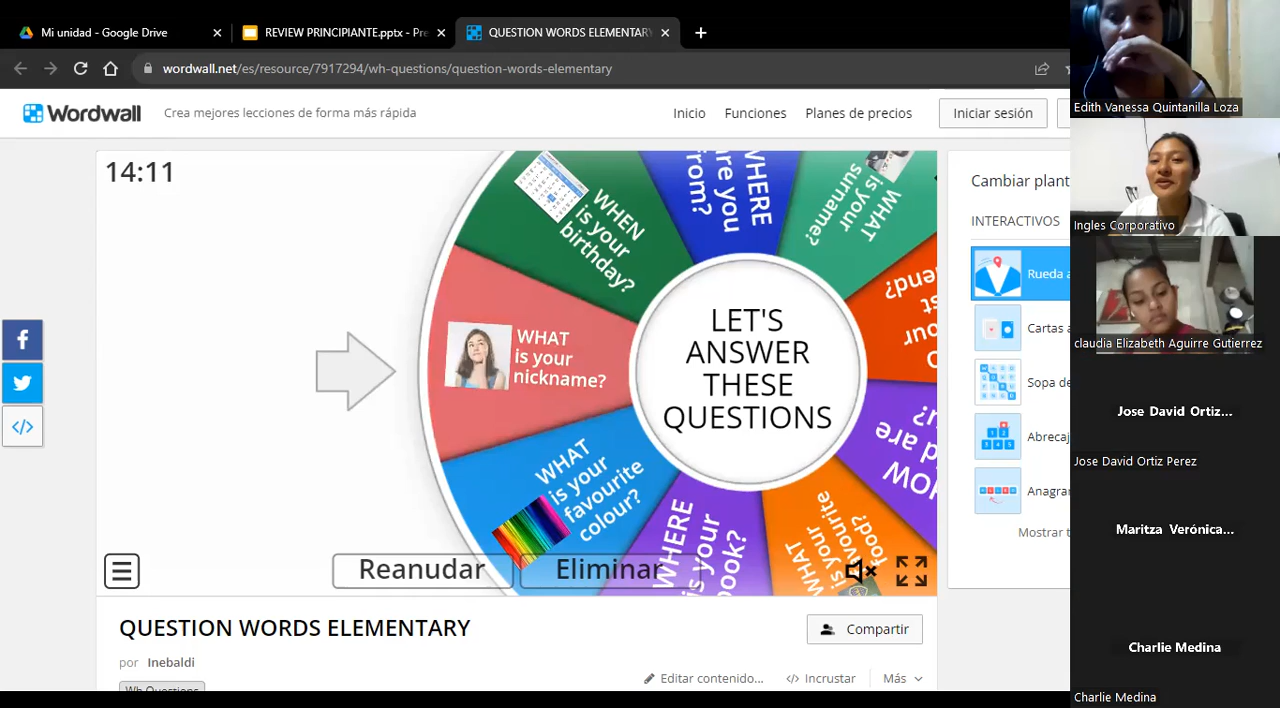 Mi unidad - Google Drive
REVIEW PRINCIPIANTE.pptx - Pre
QUESTION WORDS ELEMENTARY
wordwall.net/es/resource/7917294/wh-questions/question-words-elementary
Wordwall
Crea mejores lecciones de forma más rápida
Inicio
Funciones
Planes de precios
Iniciar sesión
14:11
WHEN
is your
birthday?
WHERE
are you
from?
WHAT
is your
surname?
WHAT
is your
nickname?
WHAT
is your
favourite
colour?
WHERE
is your
book?
WHAT
is your
favourite
food?
HOW
LET'S
ANSWER
THESE
QUESTIONS
Reanudar
Eliminar
QUESTION WORDS ELEMENTARY
por Inebaldi
Wh Questions
Compartir
Editar contenido...
</> Incrustar
Más
Cambiar plant
INTERACTIVOS
Rueda a
Cartas a
Sopa de
Abrecaj
Anagra
Mostrar t
Edith Vanessa Quintanilla Loza
Ingles Corporativo
claudia Elizabeth Aguirre Gutierrez
Jose David Ortiz...
Jose David Ortiz Perez
Maritza Verónica...
Charlie Medina
Charlie Medina